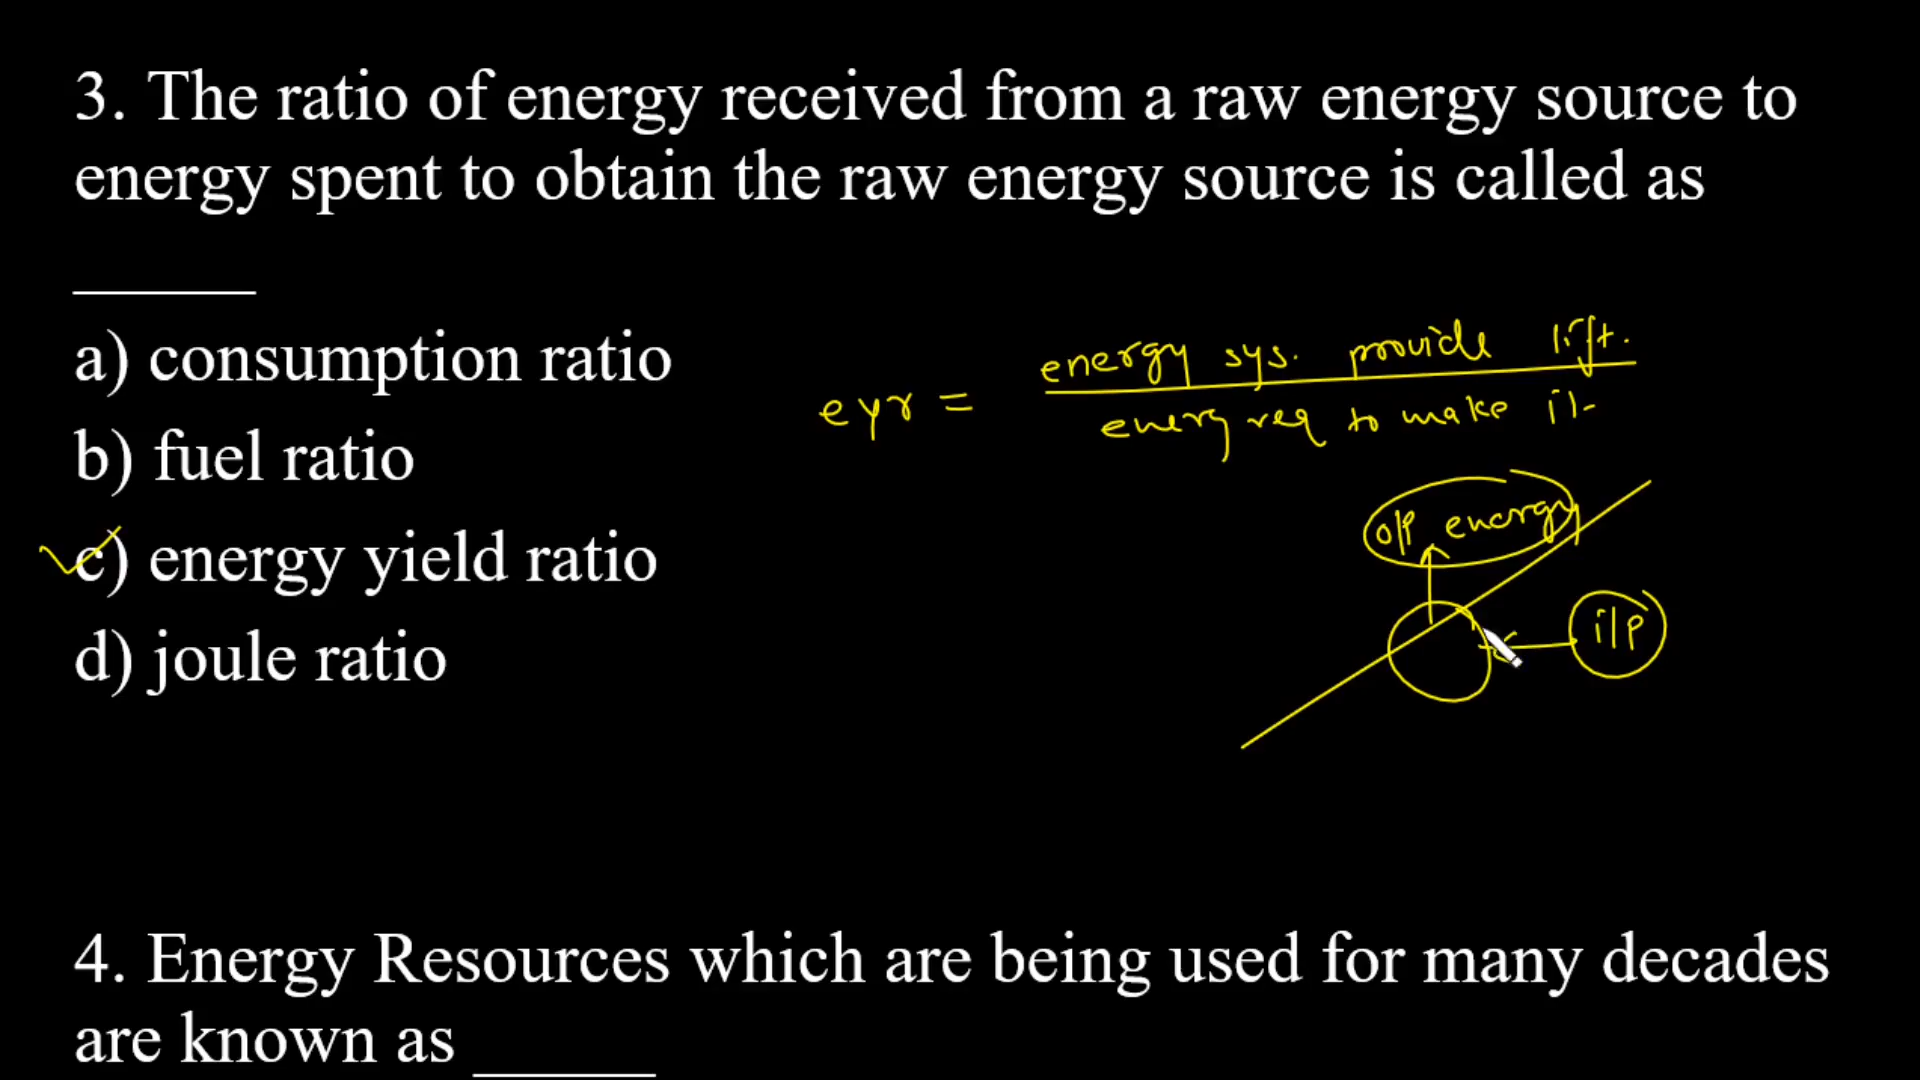 3. The ratio of energy received from a raw energy source to
energy spent to obtain the raw energy source is called as
______
a) consumption ratio
b) fuel ratio
c) energy yield ratio
d) joule ratio
eyr = energy sys. provide
energ req to make
o/p energy
i/p
4. Energy Resources which are being used for many decades
are known as ______